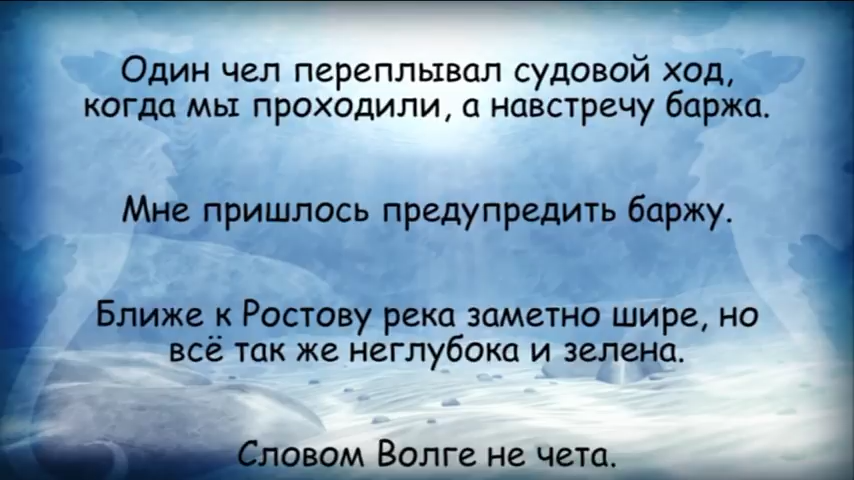 Один чел переплывал судовой ход,
когда мы проходили, а навстречу баржа.
Мне пришлось предупредить баржу.
Ближе к Ростову река заметно шире, но
всё так же неглубока и зелена.
Словом Волге не чета.